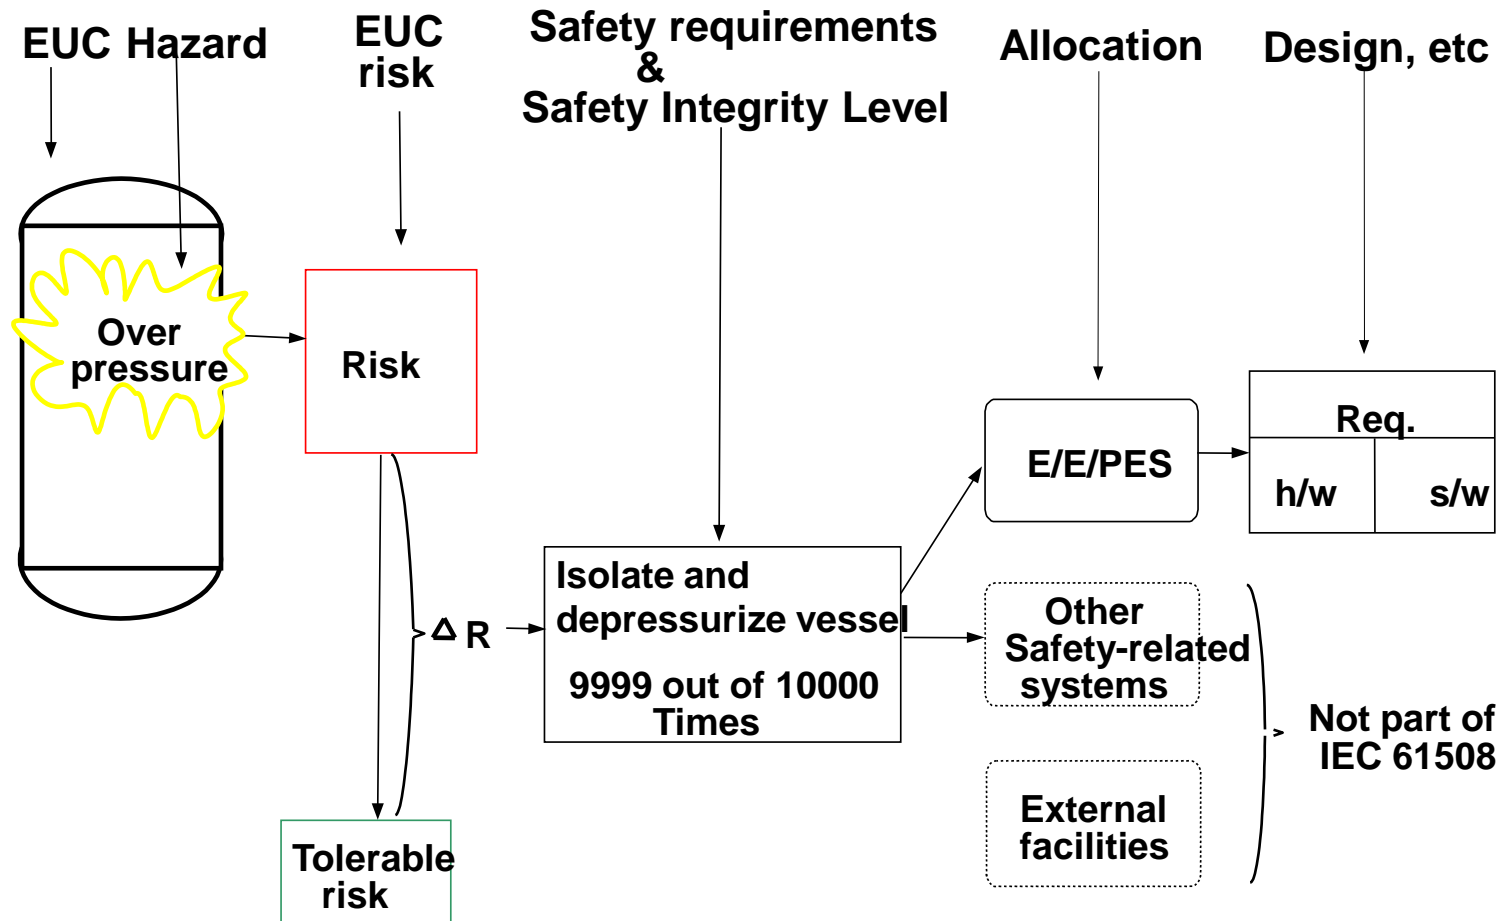 EUC Hazard
EUC
risk
Safety requirements
&
Safety Integrity Level
Allocation
Design, etc
Over
pressure
Risk
Δ R
Tolerable
risk
Isolate and
depressurize vessel
9999 out of 10000
Times
E/E/PES
Req.
h/w
s/w
Other
Safety-related
systems
External
facilities
Not part of
IEC 61508